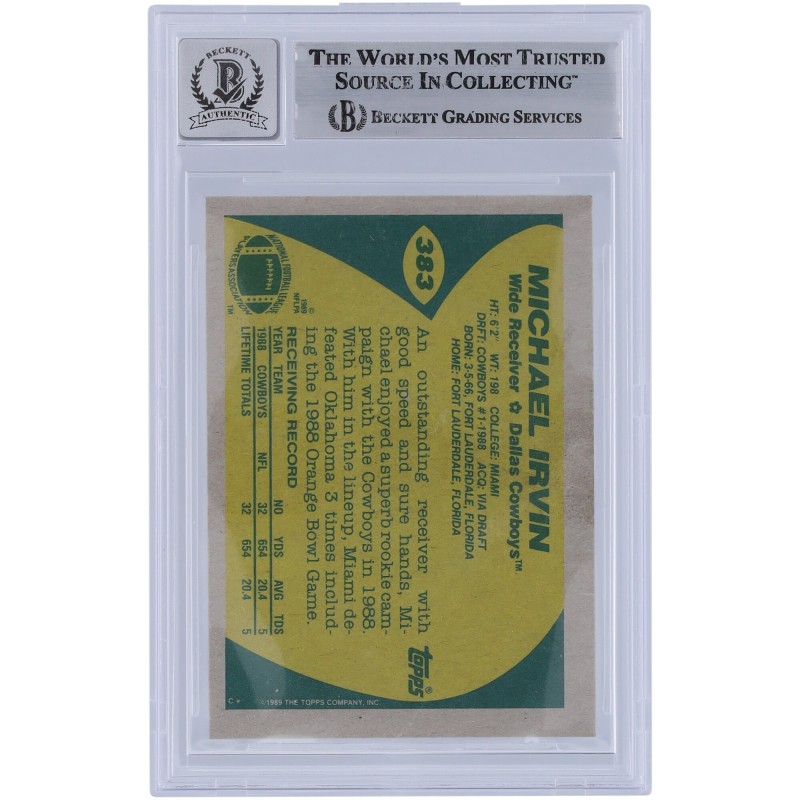 BECKETT
B
AUTHENTIC
THE WORLD'S MOST TRUSTED
SOURCE IN COLLECTING™
B BECKETT GRADING SERVICES
383
MICHAEL IRVIN
Wide Receiver ✩ Dallas Cowboys™
HT: 6'2" WT: 198 COLLEGE: MIAMI
DRFT: COWBOYS #1-1988 ACQ: VIA DRAFT
BORN: 3-5-66, FORT LAUDERDALE, FLORIDA
HOME: FORT LAUDERDALE, FLORIDA
An outstanding receiver with
good speed and sure hands, Mi-
chael enjoyed a superb rookie cam-
paign with the Cowboys in 1988.
With him in the lineup, Miami de-
feated Oklahoma 3 times includ-
ing the 1988 Orange Bowl Game.
topps®
NATIONAL FOOTBALL LEAGUE
PLAYERS ASSOCIATION
TM
©
1989
NFLPA
RECEIVING RECORD
YEAR TEAM NO YDS AVG TDS
1988 COWBOYS NFL 32 654 20.4 5
LIFETIME TOTALS 32 654 20.4 5
C* ©1989 THE TOPPS COMPANY, INC.